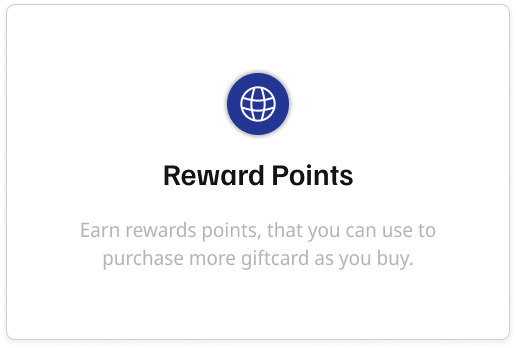 Reward Points
Earn rewards points, that you can use to
purchase more giftcard as you buy.